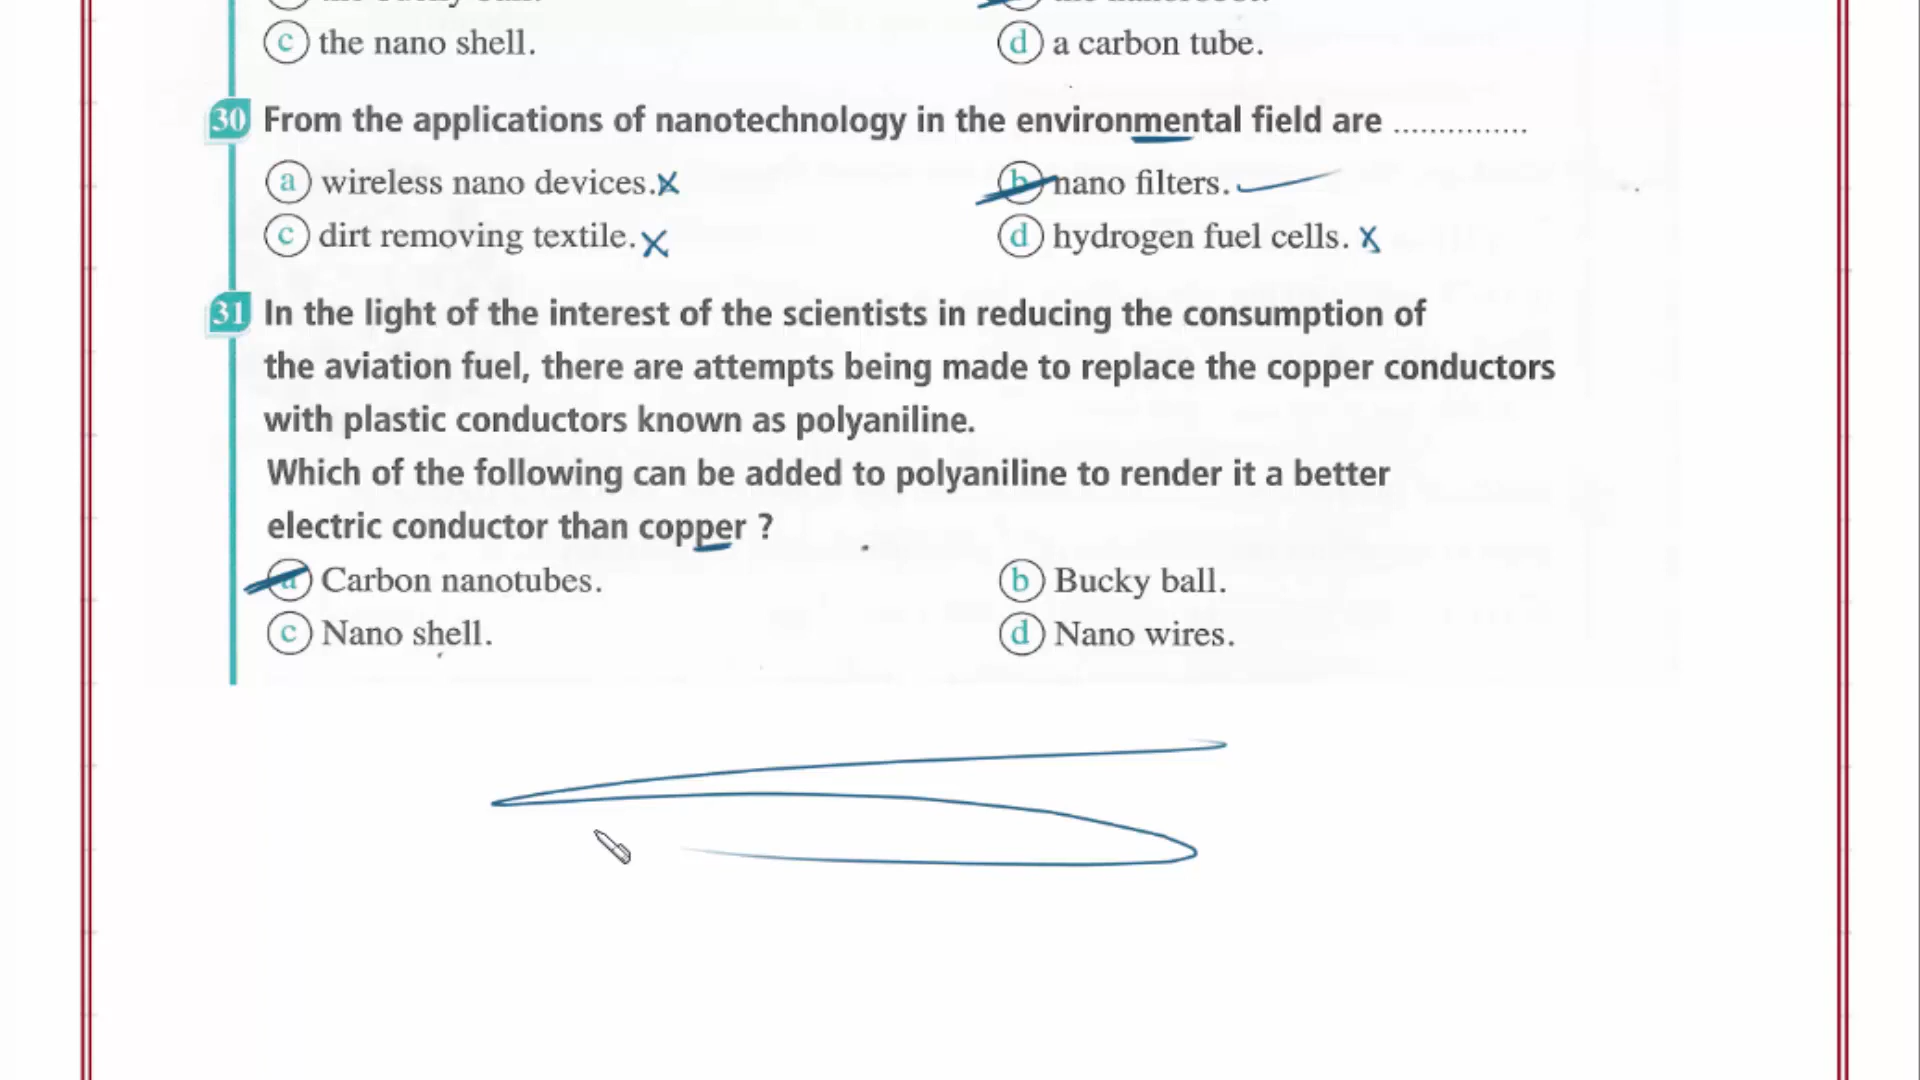 c the nano shell.
d a carbon tube.
30 From the applications of nanotechnology in the environmental field are ...............
a wireless nano devices.
b nano filters.
c dirt removing textile.
d hydrogen fuel cells.
31 In the light of the interest of the scientists in reducing the consumption of
the aviation fuel, there are attempts being made to replace the copper conductors
with plastic conductors known as polyaniline.
Which of the following can be added to polyaniline to render it a better
electric conductor than copper ?
a Carbon nanotubes.
b Bucky ball.
c Nano shell.
d Nano wires.